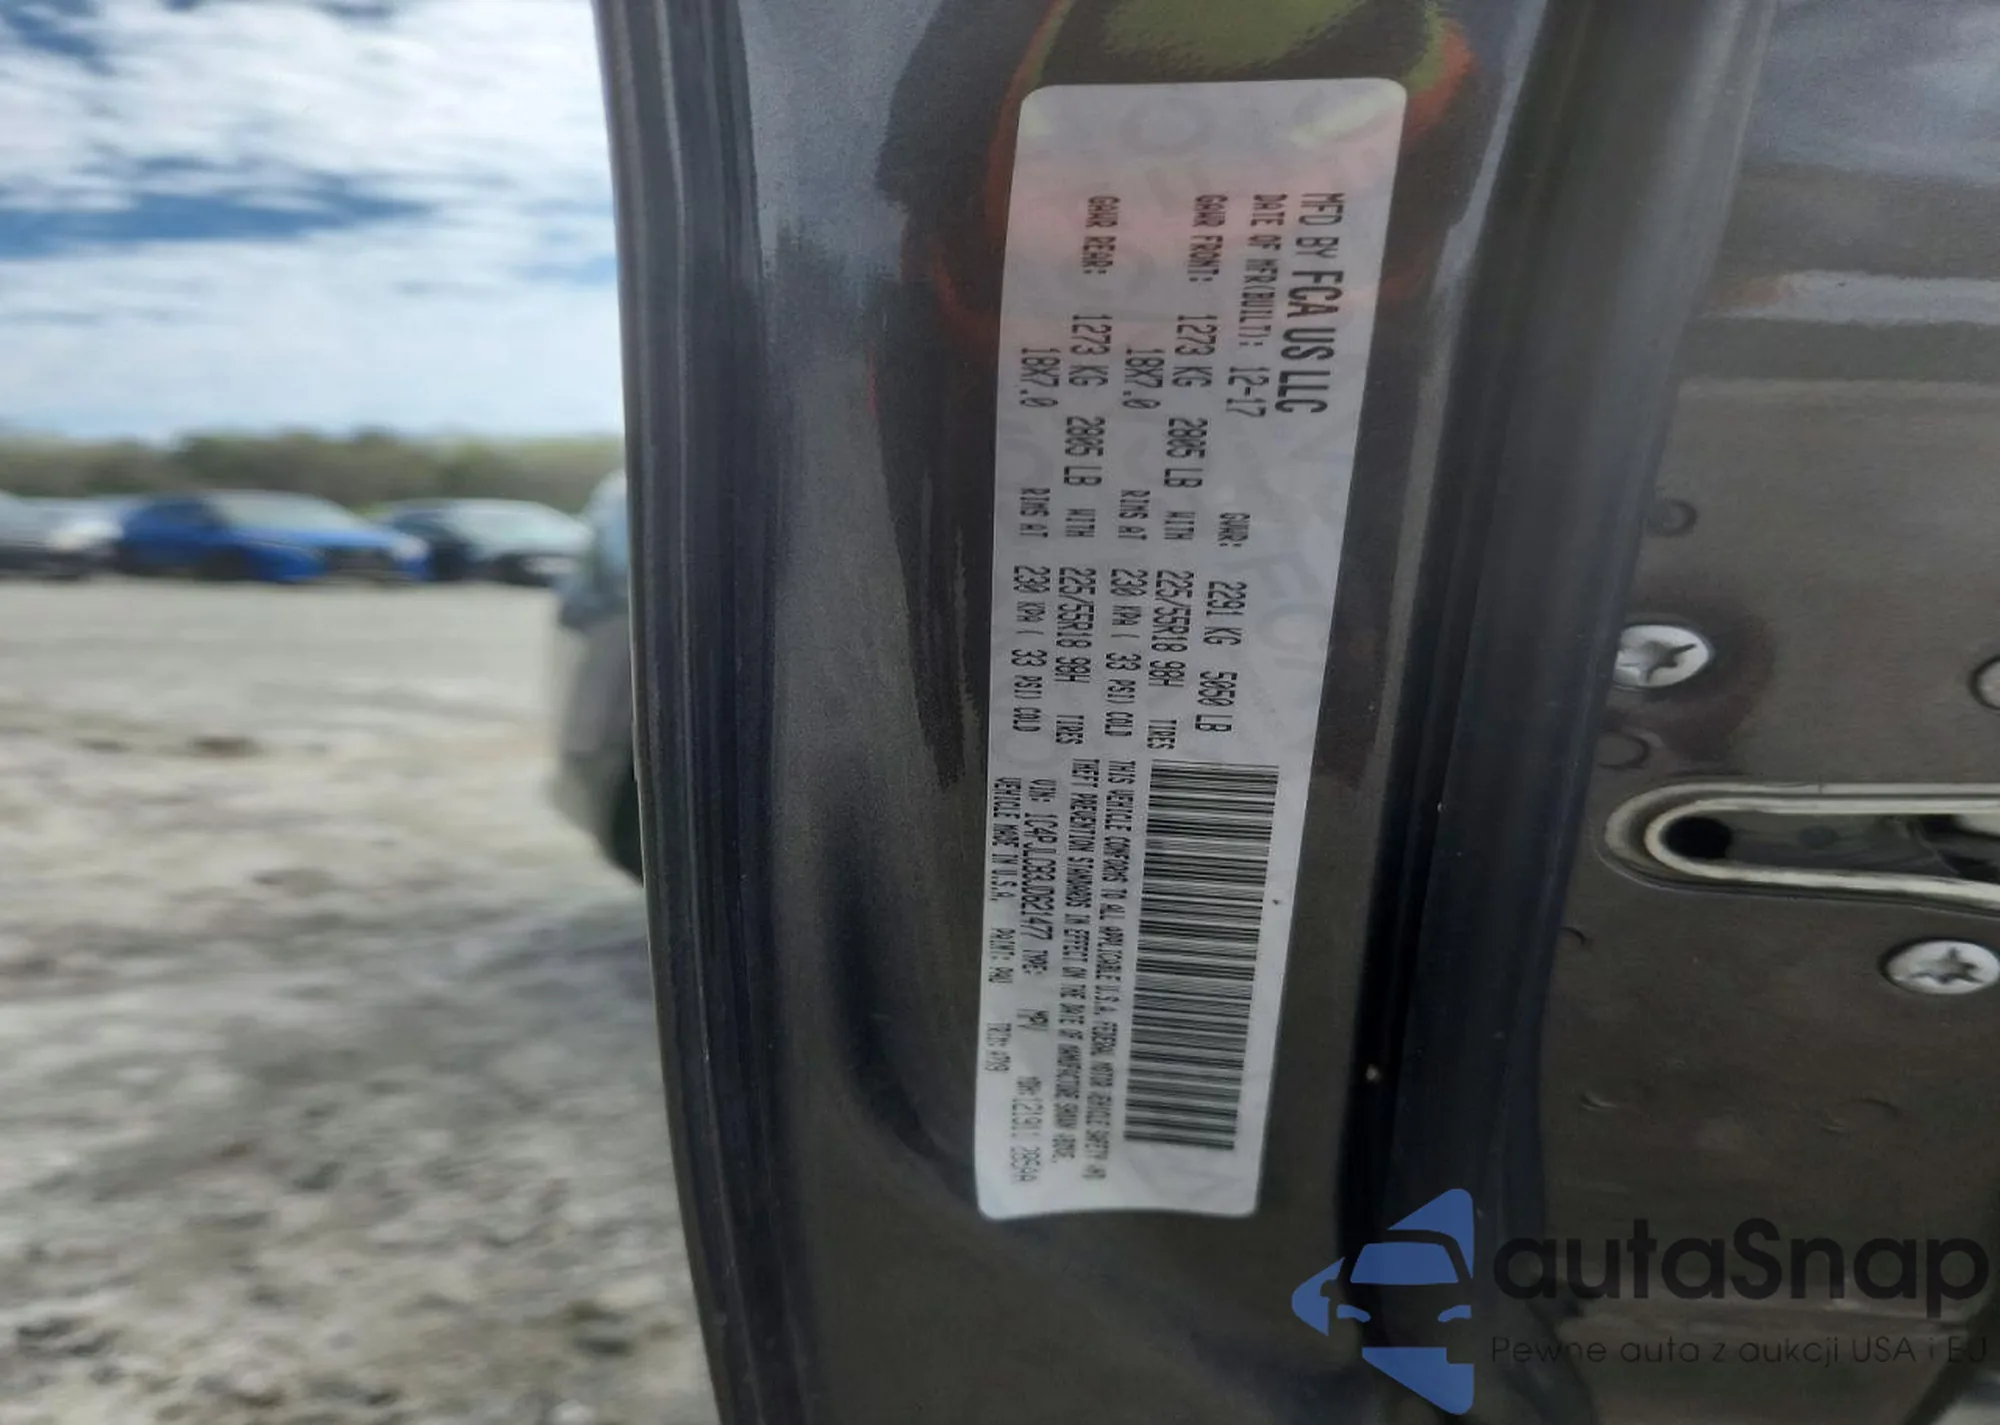 MFD BY FCA US LLC
DATE OF MFR(BUILT): 12-17 GVWR: 2291 KG 5050 LB
GAWR FRONT: 1273 KG 2805 LB WITH 225/55R18 98H TIRES
18X7.0 RIMS AT 230 KPA ( 33 PSI) COLD
GAWR REAR: 1273 KG 2805 LB WITH 225/55R18 98H TIRES
18X7.0 RIMS AT 230 KPA ( 33 PSI) COLD
THIS VEHICLE CONFORMS TO ALL APPLICABLE U.S.A. FEDERAL MOTOR VEHICLE SAFETY AND
THEFT PREVENTION STANDARDS IN EFFECT ON THE DATE OF MANUFACTURE SHOWN ABOVE.
VIN: TYPE: MPV
VEHICLE MADE IN U.S.A. PAINT: PAU
autaSnap
Pewne auta z aukcji USA i EU